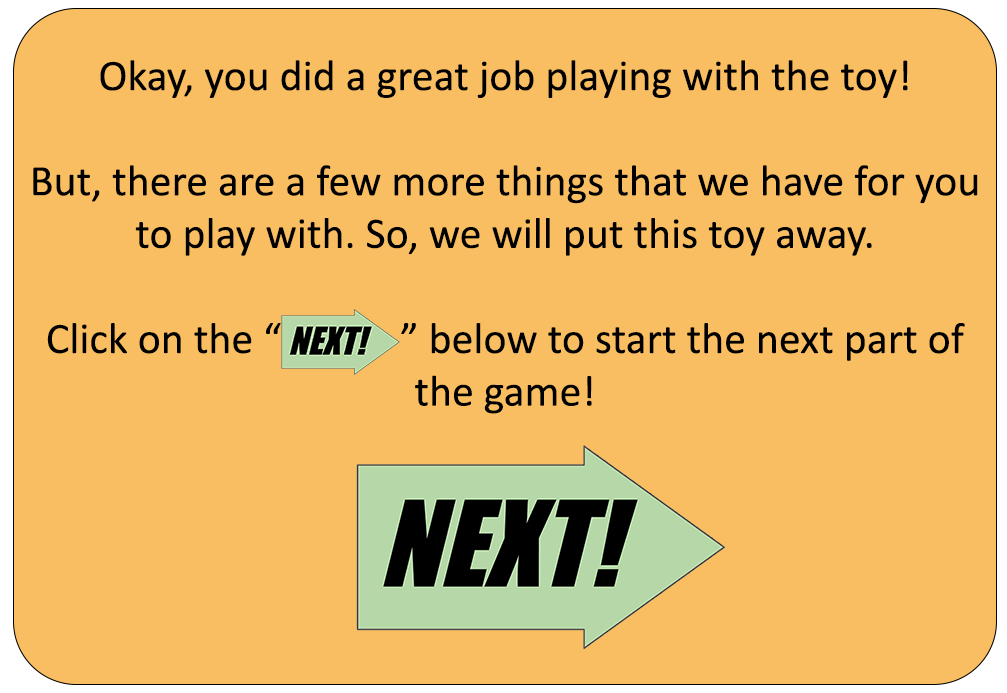 Okay, you did a great job playing with the toy!
But, there are a few more things that we have for you
to play with. So, we will put this toy away.
Click on the “NEXT!” below to start the next part of
the game!
NEXT!